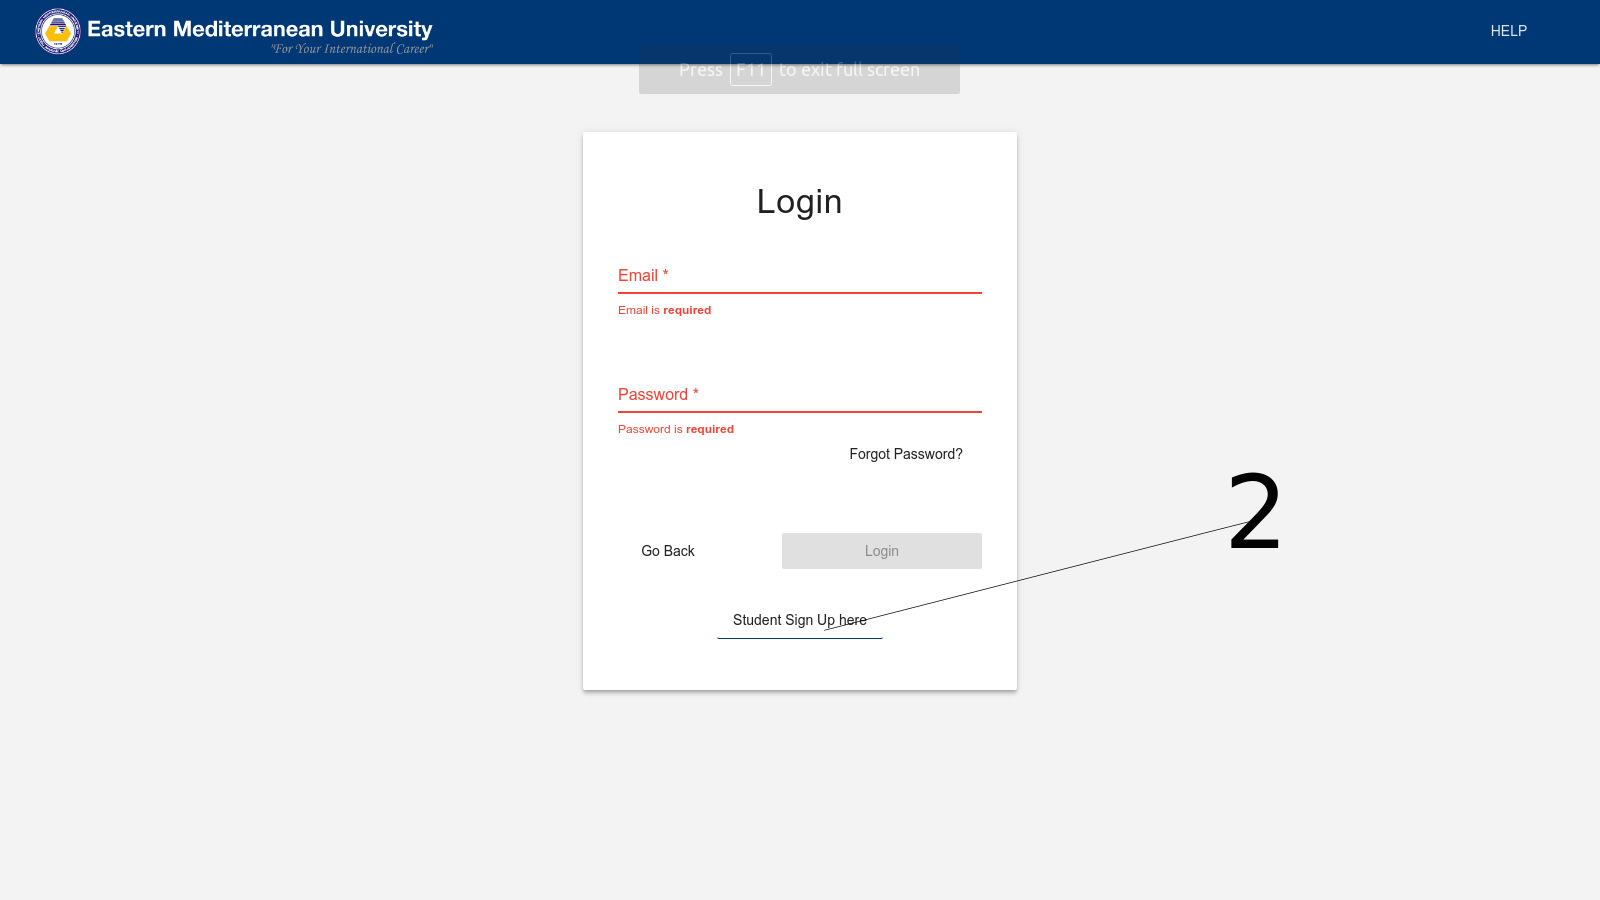 Eastern Mediterranean University
"For Your International Career"
HELP
Press F11 to exit full screen
Login
Email *
Email is required
Password *
Password is required
Forgot Password?
Go Back
Login
Student Sign Up here
2